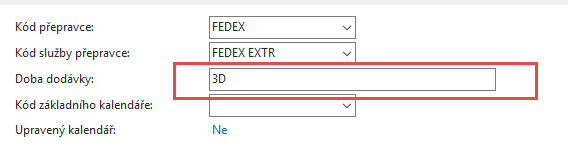 Kód přepravce: FEDEX
Kód služby přepravce: FEDEX EXTR
Doba dodávky: 3D
Kód základního kalendáře:
Upravený kalendář: Ne